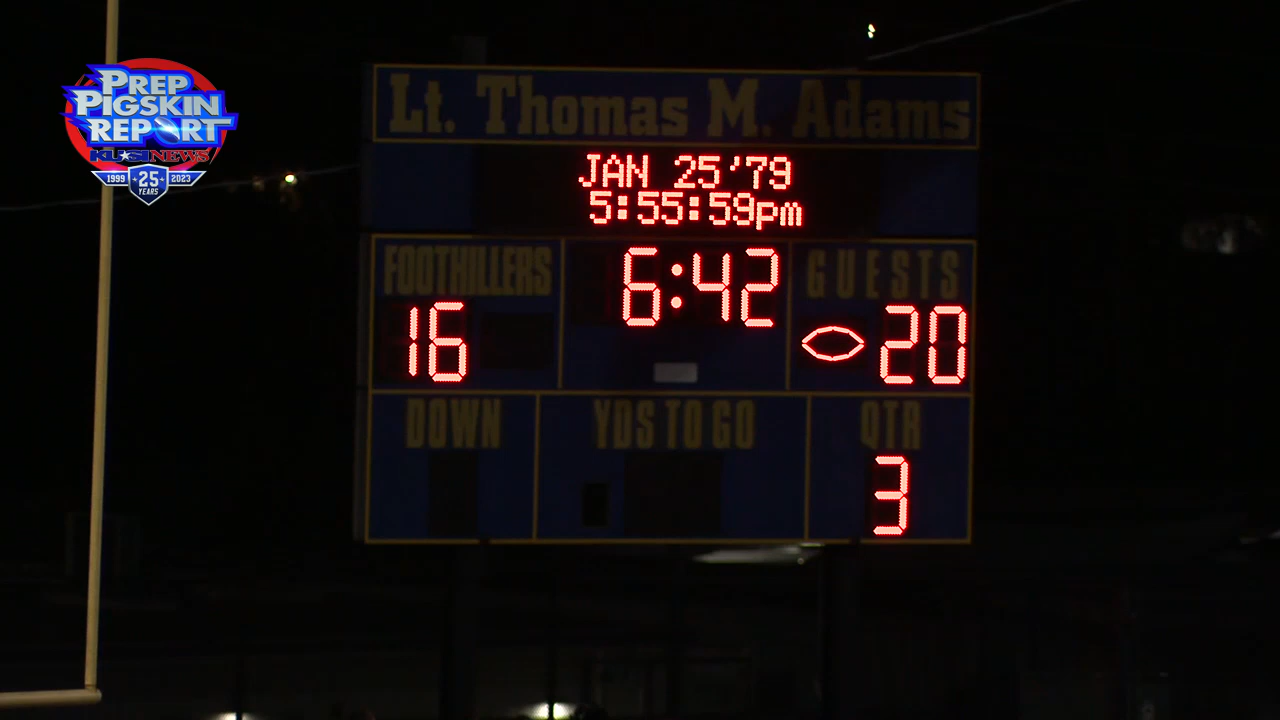 PREP
PIGSKIN
REPORT
KUSI NEWS
1999 25 2023
YEARS
Lt. Thomas M. Adams
JAN 25'79
5:55:59pm
FOOTHILLERS 6:42 GUESTS
16 20
DOWN YDS TO GO QTR
3